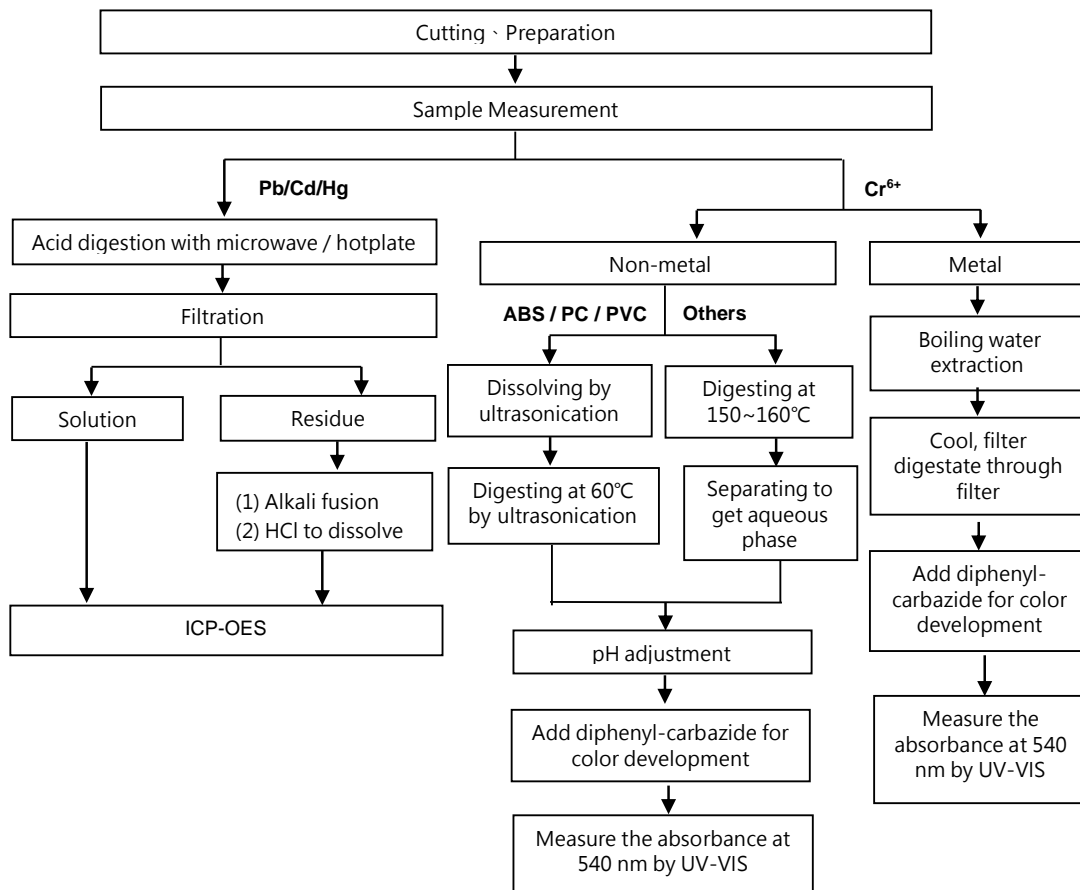 Cutting、Preparation
Sample Measurement
Pb/Cd/Hg
Cr⁶⁺
Acid digestion with microwave / hotplate
Filtration
Solution
Residue
(1) Alkali fusion
(2) HCl to dissolve
ICP-OES
Non-metal
ABS / PC / PVC
Others
Dissolving by
ultrasonication
Digesting at 60℃
by ultrasonication
Digesting at
150~160℃
Separating to
get aqueous
phase
pH adjustment
Add diphenyl-carbazide for
color development
Measure the absorbance at
540 nm by UV-VIS
Metal
Boiling water
extraction
Cool, filter
digestate through
filter
Add diphenyl-
carbazide for color
development
Measure the
absorbance at 540
nm by UV-VIS